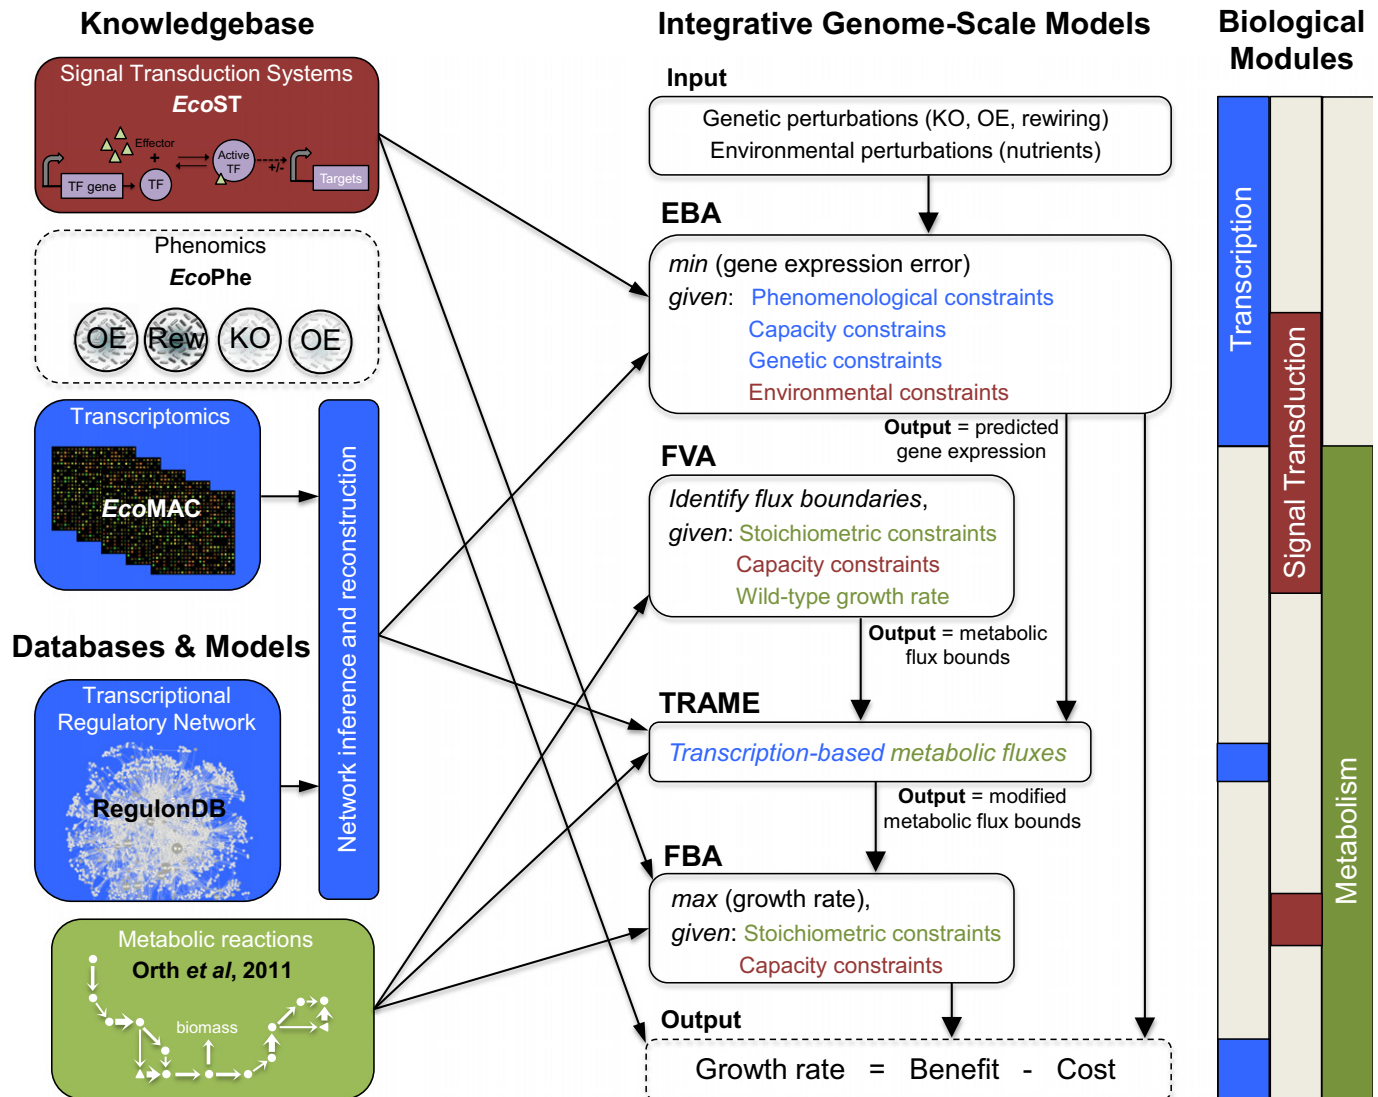 Knowledgebase
Signal Transduction Systems
EcoST
Effector
+
TF gene
TF
Active
TF
+/-
Targets
Phenomics
EcoPhe
OE
Rew
KO
OE
Transcriptomics
EcoMAC
Databases & Models
Transcriptional
Regulatory Network
RegulonDB
Network inference and reconstruction
Metabolic reactions
Orth et al, 2011
biomass
Integrative Genome-Scale Models
Input
Genetic perturbations (KO, OE, rewiring)
Environmental perturbations (nutrients)
EBA
min (gene expression error)
given: Phenomenological constraints
Capacity constrains
Genetic constraints
Environmental constraints
Output = predicted
gene expression
FVA
Identify flux boundaries,
given: Stoichiometric constraints
Capacity constraints
Wild-type growth rate
Output = metabolic
flux bounds
TRAME
Transcription-based metabolic fluxes
Output = modified
metabolic flux bounds
FBA
max (growth rate),
given: Stoichiometric constraints
Capacity constraints
Output
Growth rate = Benefit - Cost
Biological
Modules
Transcription
Signal Transduction
Metabolism